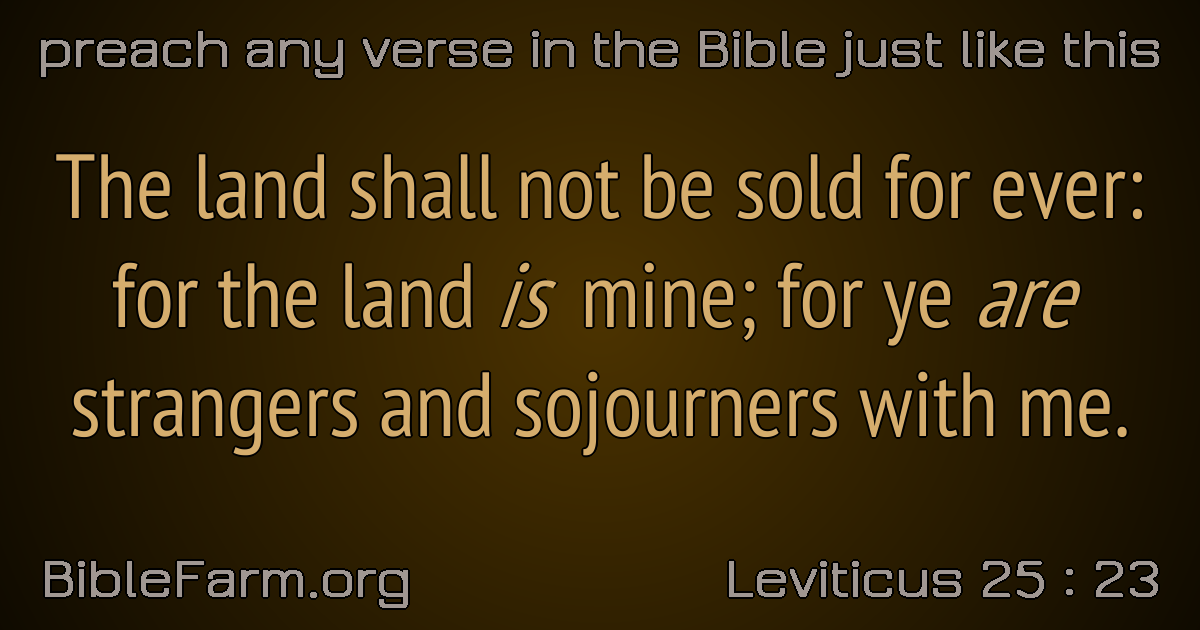 preach any verse in the Bible just like this
The land shall not be sold for ever:
for the land is mine; for ye are
strangers and sojourners with me.
BibleFarm.org
Leviticus 25 : 23